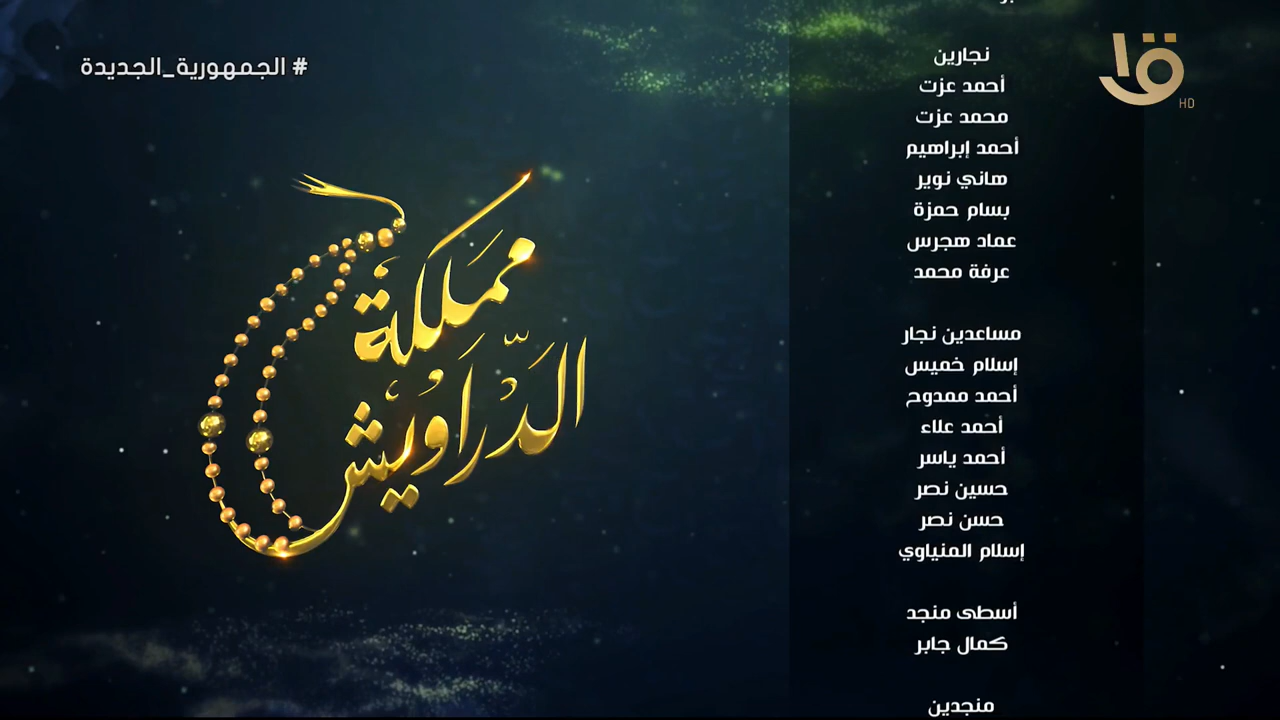 # الجمهورية_الجديدة
مملكة
الدّراويش
نجارين
أحمد عزت
محمد عزت
أحمد إبراهيم
هاني نوير
بسام حمزة
عماد هجرس
عرفة محمد
مساعدين نجار
إسلام خميس
أحمد ممدوح
أحمد علاء
أحمد ياسر
حسين نصر
حسن نصر
إسلام المنياوي
أسطى منجد
كمال جابر
منجدين
HD